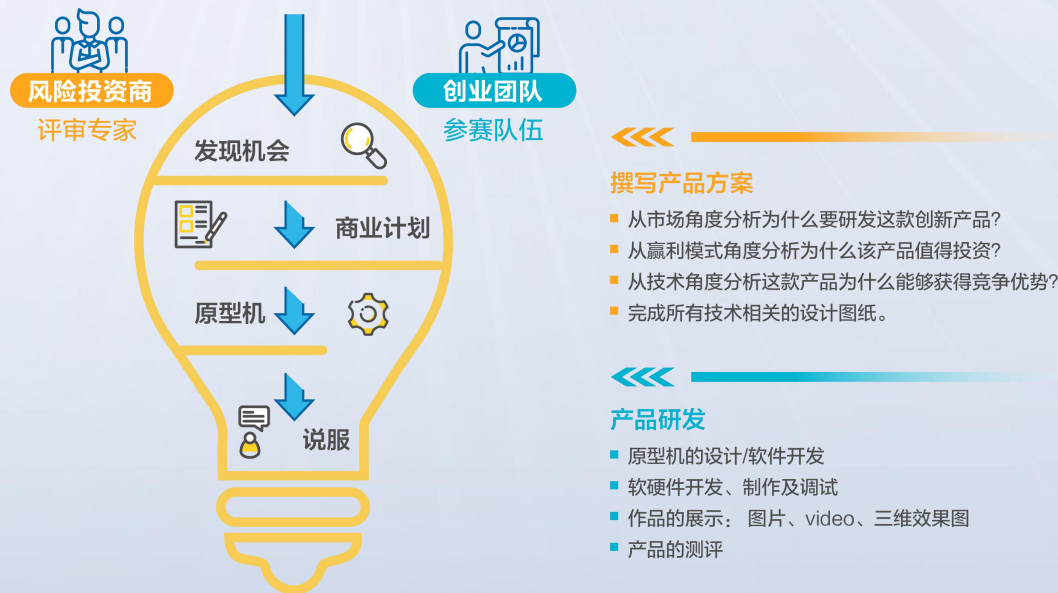 风险投资商
评审专家
创业团队
参赛队伍
发现机会
商业计划
原型机
说服
撰写产品方案
从市场角度分析为什么要研发这款创新产品?
从赢利模式角度分析为什么该产品值得投资?
从技术角度分析这款产品为什么能够获得竞争优势?
完成所有技术相关的设计图纸。
产品研发
原型机的设计/软件开发
软硬件开发、制作及调试
作品的展示： 图片、video、三维效果图
产品的测评